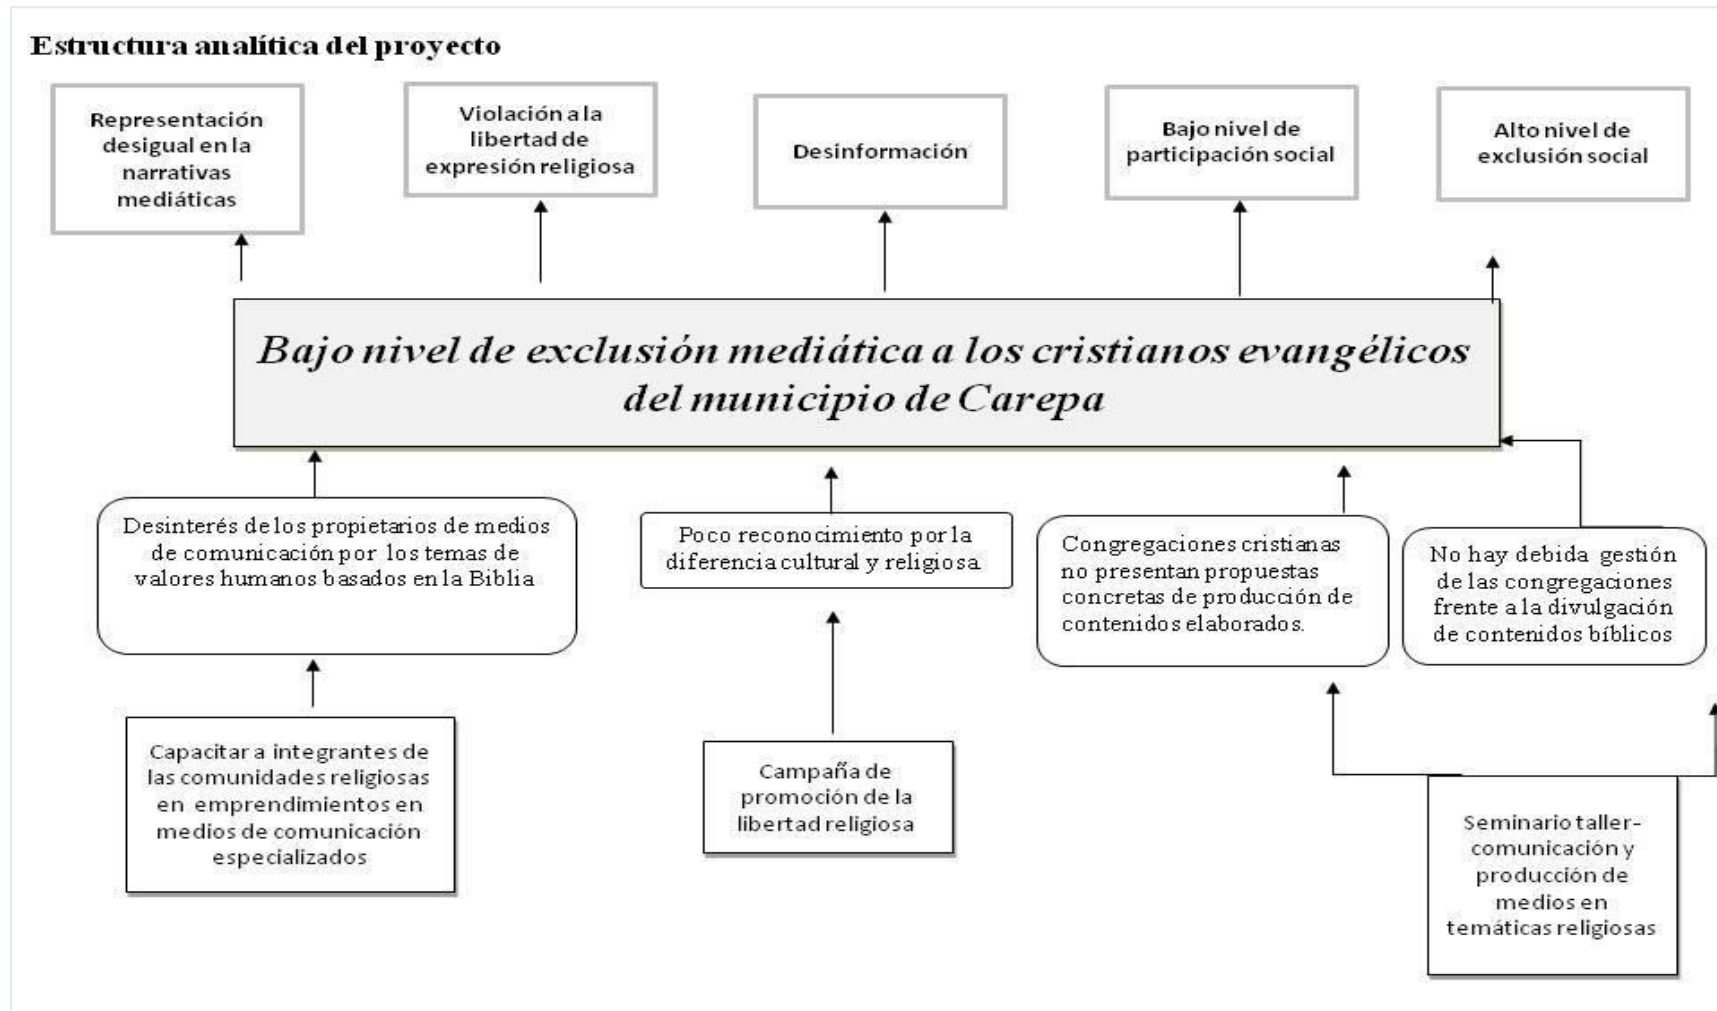 Estructura analítica del proyecto
Representación
desigual en la
narrativas
mediáticas
Violación a la
libertad de
expresión religiosa
Desinformación
Bajo nivel de
participación social
Alto nivel de
exclusión social
Bajo nivel de exclusión mediática a los cristianos evangélicos
del municipio de Carepa
Desinterés de los propietarios de medios
de comunicación por los temas de
valores humanos basados en la Biblia
Poco reconocimiento por la
diferencia cultural y religiosa
Congregaciones cristianas
no presentan propuestas
concretas de producción de
contenidos elaborados.
No hay debida gestión
de las congregaciones
frente a la divulgación
de contenidos bíblicos
Capacitar a integrantes de
las comunidades religiosas
en emprendimientos en
medios de comunicación
especializados
Campaña de
promoción de la
libertad religiosa
Seminario taller-
comunicación y
producción de
medios en
temáticas religiosas